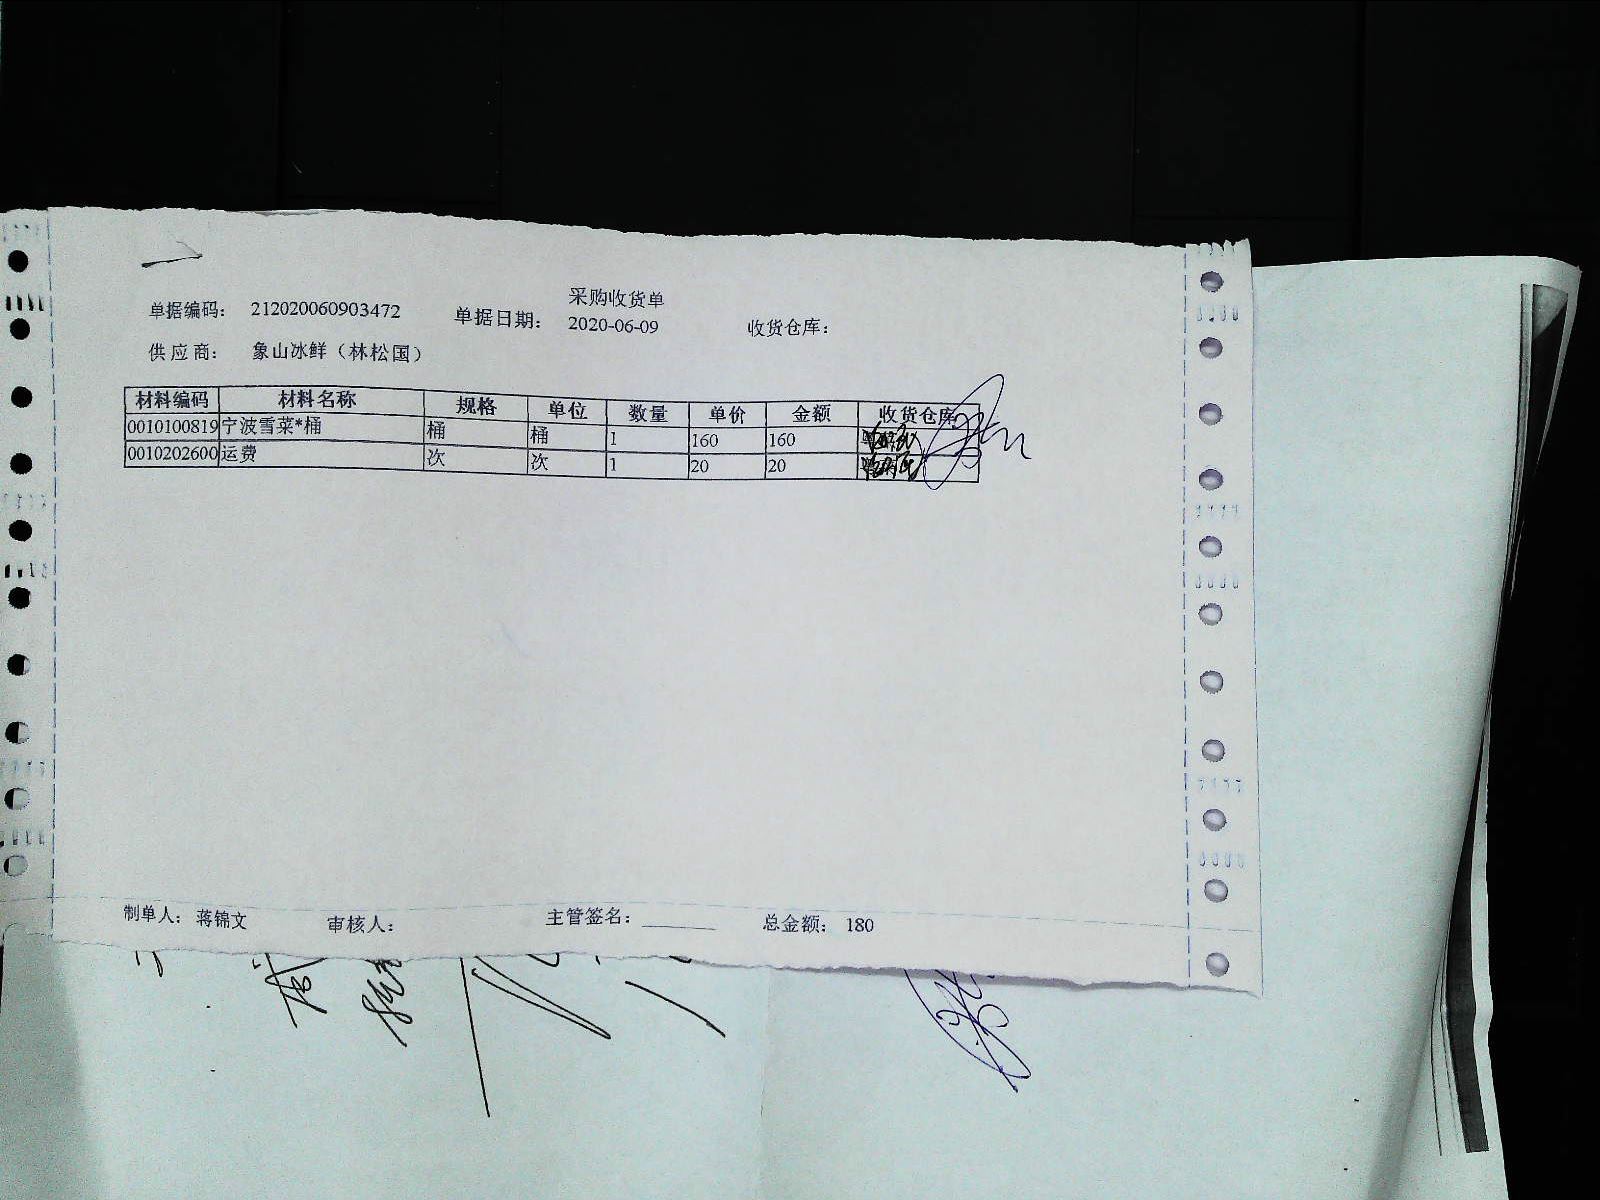 采购收货单
单据编码： 212020060903472 单据日期： 2020-06-09 收货仓库：
供应商： 象山冰鲜（林松国）
材料编码 材料名称 规格 单位 数量 单价 金额 收货仓库
0010100819 宁波雪菜*桶 桶 桶 1 160 160
0010202600 运费 次 次 1 20 20
制单人： 蒋锦文 审核人： 主管签名： 总金额： 180